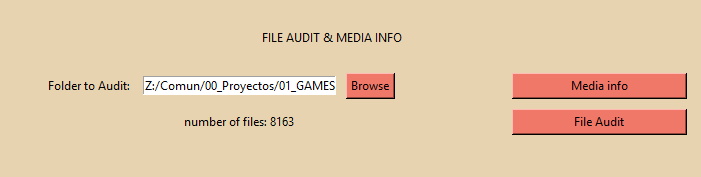 FILE AUDIT & MEDIA INFO
Folder to Audit: Z:/Comun/00_Proyectos/01_GAMES Browse Media info
number of files: 8163 File Audit